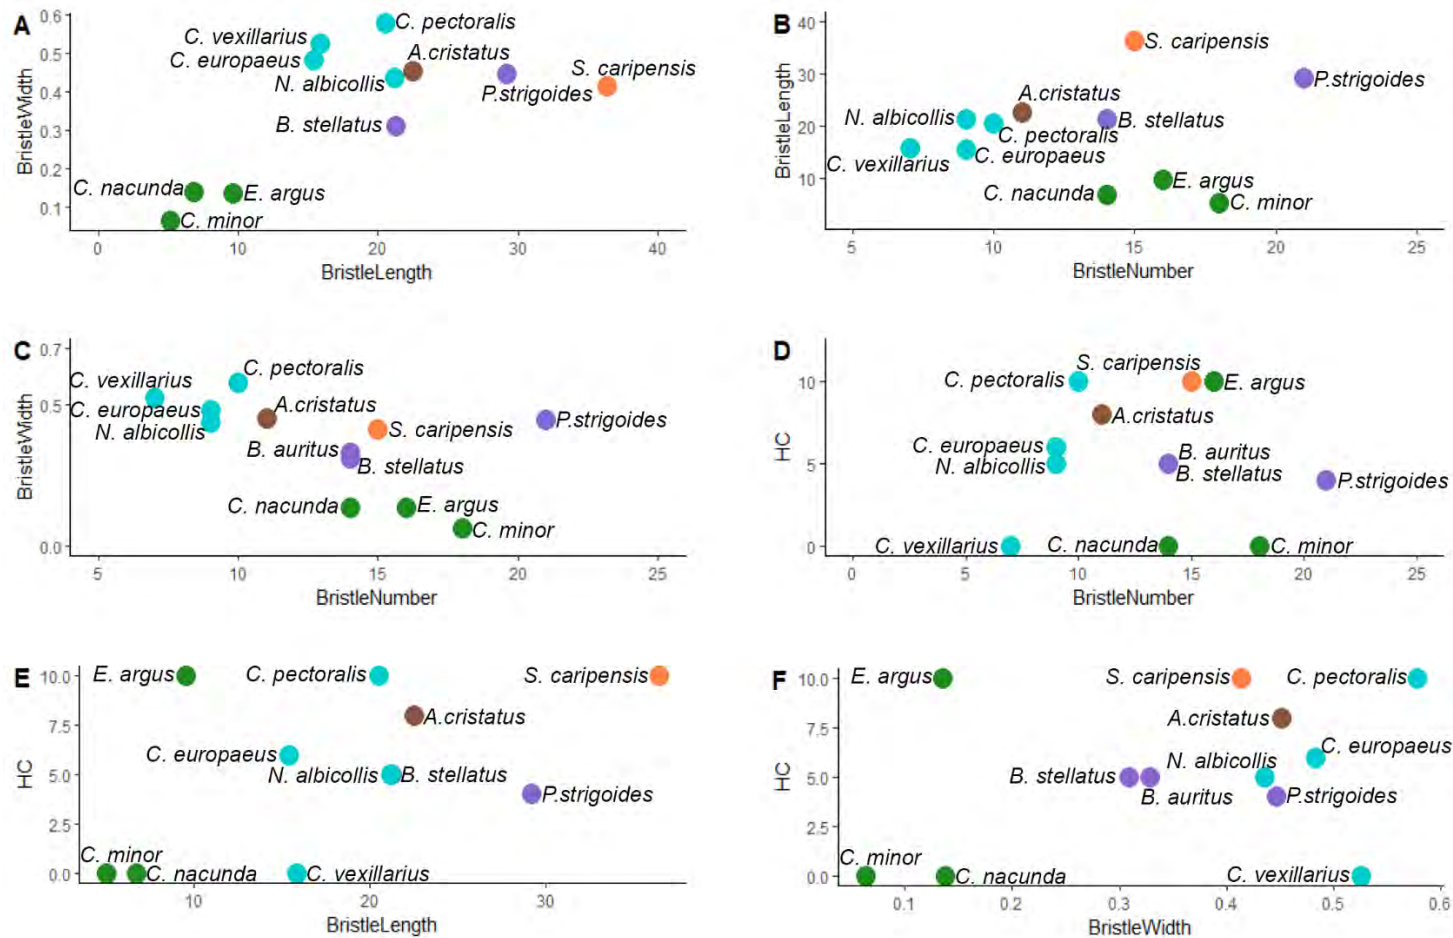 A
BristleWidth
0.6
0.5
0.4
0.3
0.2
0.1
C. pectoralis
C. vexillarius
A.cristatus
C. europaeus
S. caripensis
N. albicollis
P.strigoides
B. stellatus
C. nacunda
E. argus
C. minor
0 10 20 30 40
BristleLength
B
BristleLength
40
30
20
10
S. caripensis
P.strigoides
A.cristatus
N. albicollis
B. stellatus
C. pectoralis
C. europaeus
C. vexillarius
E. argus
C. nacunda
C. minor
5 10 15 20 25
BristleNumber
C
BristleWidth
0.7
0.5
0.0
C. pectoralis
C. vexillarius
A.cristatus
C. europaeus
P.strigoides
S. caripensis
N. albicollis
B. auritus
B. stellatus
C. nacunda
E. argus
C. minor
5 10 15 20 25
BristleNumber
D
HC
10
5
0
S. caripensis
C. pectoralis
E. argus
A.cristatus
C. europaeus
B. auritus
N. albicollis
B. stellatus
P.strigoides
C. vexillarius
C. nacunda
C. minor
0 5 10 15 20 25
BristleNumber
E
HC
10.0
7.5
5.0
2.5
0.0
E. argus
C. pectoralis
S. caripensis
A.cristatus
C. europaeus
N. albicollis
B. stellatus
P.strigoides
C. minor
C. nacunda
C. vexillarius
10 20 30
BristleLength
F
HC
10.0
7.5
5.0
2.5
0.0
E. argus
S. caripensis
C. pectoralis
A.cristatus
C. europaeus
N. albicollis
B. stellatus
B. auritus
P.strigoides
C. minor
C. nacunda
C. vexillarius
0.1 0.2 0.3 0.4 0.5 0.6
BristleWidth